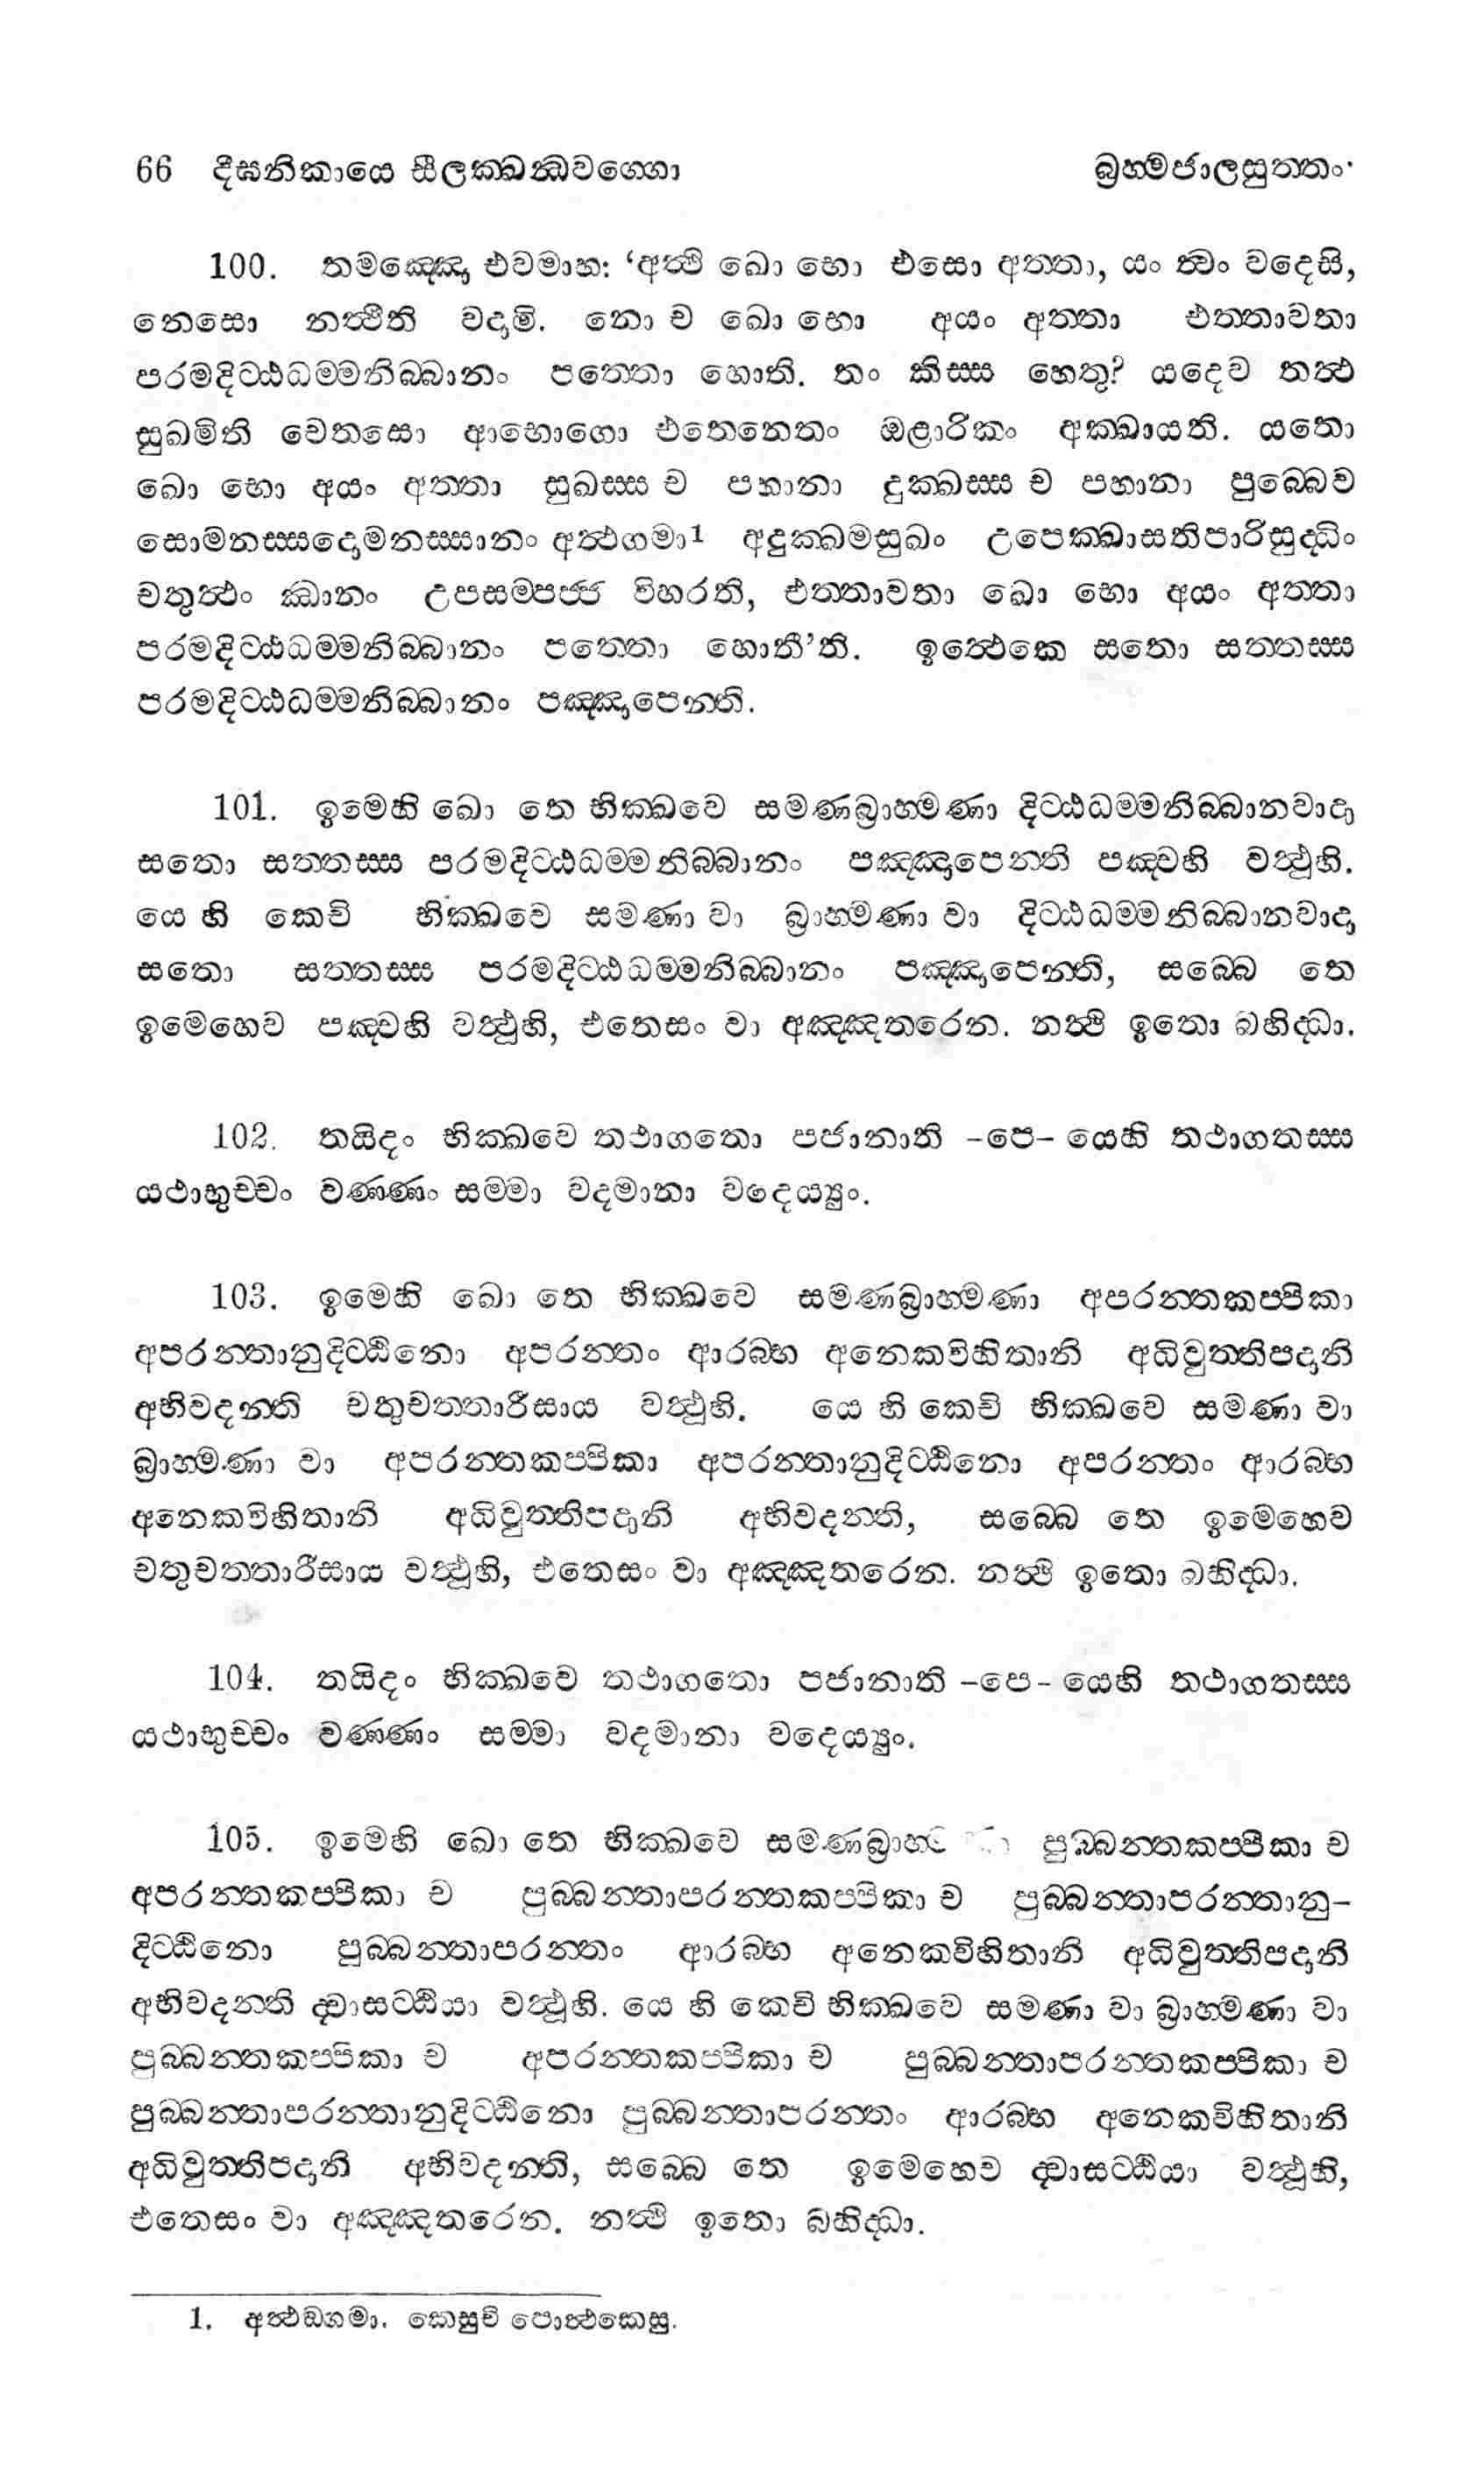 66 දීඝනිකායෙ සීලක්ඛන්ධවග්ගො බ්‍රහ්මජාලසුත්තං
100. තමඤ්ඤො එවමාහ: ‘අත්ථි ඛො භො එසො අත්තා, යං ත්වං වදෙසි,
නෙසො නත්ථීති වදාමි. නො ච ඛො භො අයං අත්තා එත්තාවතා
පරමදිට්ඨධම්මනිබ්බානං පත්තො හොති. තං කිස්ස හෙතු? යදෙව තත්ථ
සුඛමිති චෙතසො ආභොගො එතෙනෙතං ඔළාරිකං අක්ඛායති. යතො
ඛො භො අයං අත්තා සුඛස්ස ච පහානා දුක්ඛස්ස ච පහානා පුබ්බෙව
සොමනස්සදොමනස්සානං අත්ථගමා1 අදුක්ඛමසුඛං උපෙක්ඛාසතිපාරිසුද්ධිං
චතුත්ථං ඣානං උපසම්පජ්ජ විහරති, එත්තාවතා ඛො භො අයං අත්තා
පරමදිට්ඨධම්මනිබ්බානං පත්තො හොතී’ති. ඉත්ථෙකෙ සතො සත්තස්ස
පරමදිට්ඨධම්මනිබ්බානං පඤ්ඤාපෙන්ති.
101. ඉමෙහි ඛො තෙ භික්ඛවෙ සමණබ්‍රාහ්මණා දිට්ඨධම්මනිබ්බානවාදා
සතො සත්තස්ස පරමදිට්ඨධම්මනිබ්බානං පඤ්ඤාපෙන්ති පඤ්චහි වත්ථූහි.
යෙ හි කෙචි භික්ඛවෙ සමණා වා බ්‍රාහ්මණා වා දිට්ඨධම්මනිබ්බානවාදා
සතො සත්තස්ස පරමදිට්ඨධම්මනිබ්බානං පඤ්ඤාපෙන්ති, සබ්බෙ තෙ
ඉමෙහෙව පඤ්චහි වත්ථූහි, එතෙසං වා අඤ්ඤතරෙන. නත්ථි ඉතො බහිද්ධා.
102. තයිදං භික්ඛවෙ තථාගතො පජානාති -පෙ- යෙහි තථාගතස්ස
යථාභුච්චං වණ්ණං සම්මා වදමානා වදෙය්‍යුං.
103. ඉමෙහි ඛො තෙ භික්ඛවෙ සමණබ්‍රාහ්මණා අපරන්තකප්පිකා
අපරන්තානුදිට්ඨිනො අපරන්තං ආරබ්භ අනෙකවිහිතානි අධිවුත්තිපදානි
අභිවදන්ති චතුචත්තාරීසාය වත්ථූහි. යෙ හි කෙචි භික්ඛවෙ සමණා වා
බ්‍රාහ්මණා වා අපරන්තකප්පිකා අපරන්තානුදිට්ඨිනො අපරන්තං ආරබ්භ
අනෙකවිහිතානි අධිවුත්තිපදානි අභිවදන්ති, සබ්බෙ තෙ ඉමෙහෙව
චතුචත්තාරීසාය වත්ථූහි, එතෙසං වා අඤ්ඤතරෙන. නත්ථි ඉතො බහිද්ධා.
104. තයිදං භික්ඛවෙ තථාගතො පජානාති -පෙ- යෙහි තථාගතස්ස
යථාභුච්චං වණ්ණං සම්මා වදමානා වදෙය්‍යුං.
105. ඉමෙහි ඛො තෙ භික්ඛවෙ පුබ්බන්තකප්පිකා ච
අපරන්තකප්පිකා ච පුබ්බන්තාපරන්තකප්පිකා ච පුබ්බන්තාපරන්තානු-
දිට්ඨිනො පුබ්බන්තාපරන්තං ආරබ්භ අනෙකවිහිතානි අධිවුත්තිපදානි
අභිවදන්ති ද්වාසට්ඨියා වත්ථූහි. යෙ හි කෙචි භික්ඛවෙ සමණා වා බ්‍රාහ්මණා වා
පුබ්බන්තකප්පිකා ච අපරන්තකප්පිකා ච පුබ්බන්තාපරන්තකප්පිකා ච
පුබ්බන්තාපරන්තානුදිට්ඨිනො පුබ්බන්තාපරන්තං ආරබ්භ අනෙකවිහිතානි
අධිවුත්තිපදානි අභිවදන්ති, සබ්බෙ තෙ ඉමෙහෙව ද්වාසට්ඨියා වත්ථූහි,
එතෙසං වා අඤ්ඤතරෙන. නත්ථි ඉතො බහිද්ධා.
1. අත්ථඞ්ගමා. කෙසුචි පොත්ථකෙසු.